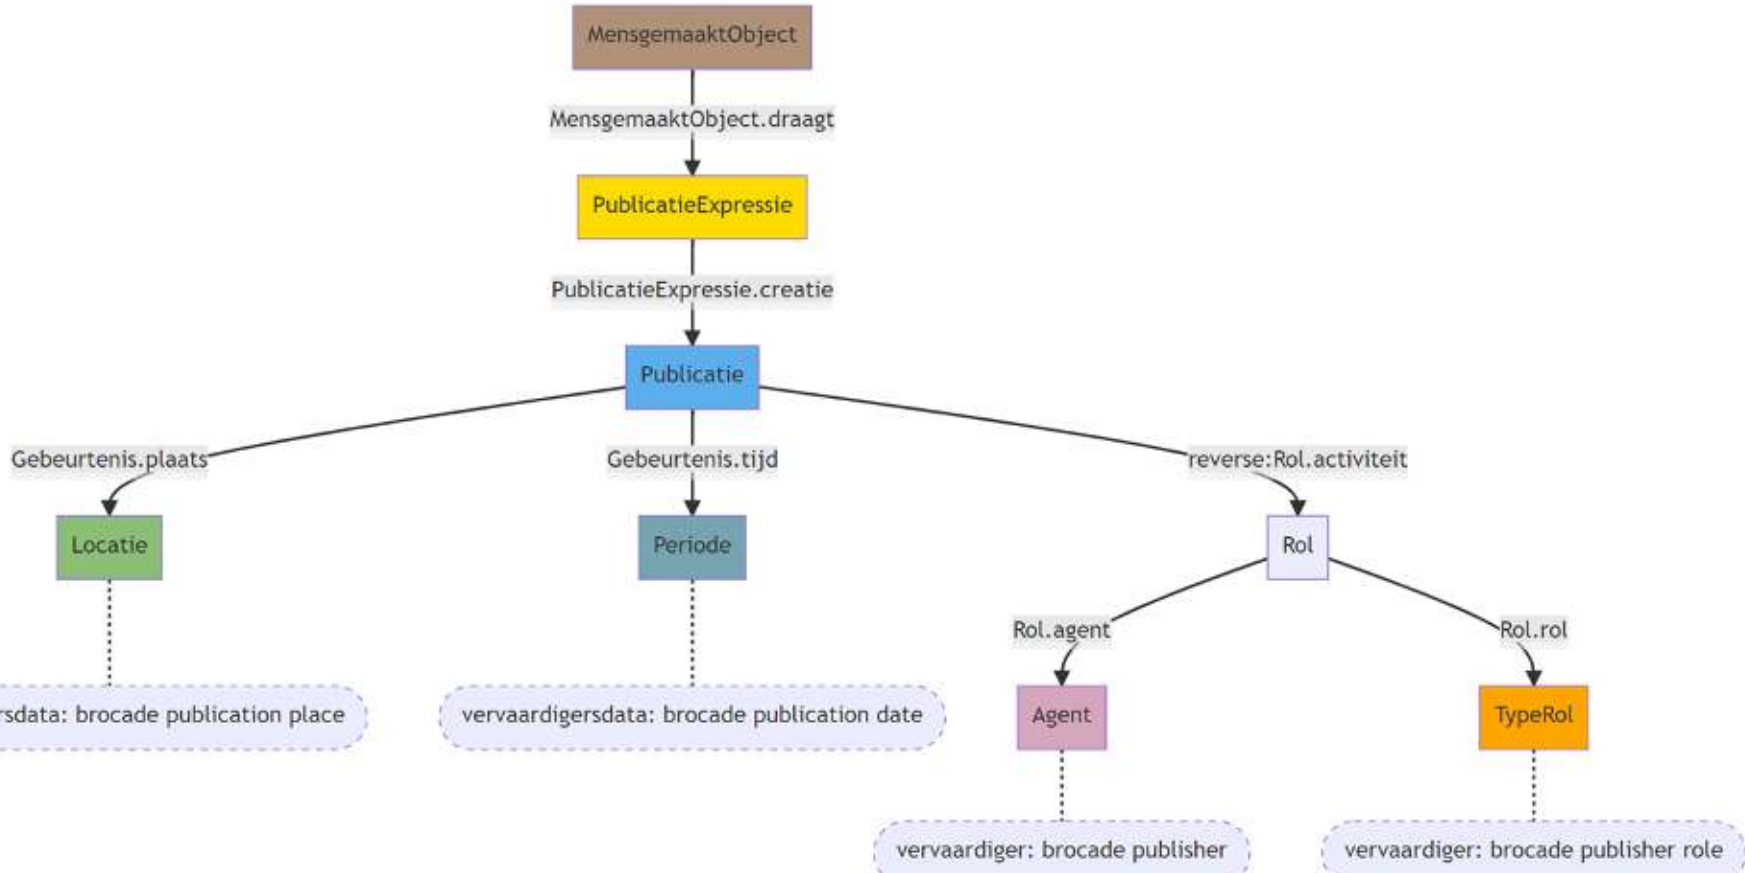 MensgemaaktObject
MensgemaaktObject.draagt
PublicatieExpressie
PublicatieExpressie.creatie
Publicatie
Gebeurtenis.plaats
Gebeurtenis.tijd
reverse:Rol.activiteit
Locatie
Periode
Rol
Rol.agent
Rol.rol
rsdata: brocade publication place
vervaardigersdata: brocade publication date
Agent
TypeRol
vervaardiger: brocade publisher
vervaardiger: brocade publisher role